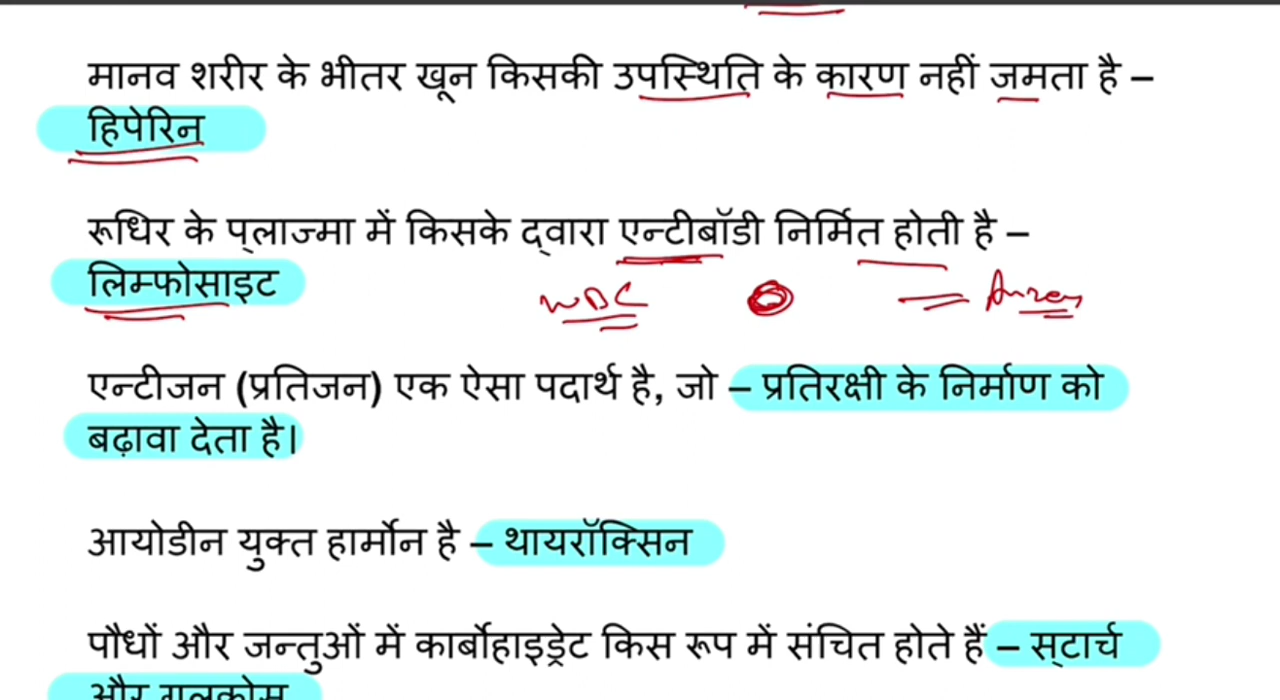 मानव शरीर के भीतर खून किसकी उपस्थिति के कारण नहीं जमता है –
हिपेरिन
रूधिर के प्लाज्मा में किसके द्वारा एन्टीबॉडी निर्मित होती है –
लिम्फोसाइट
WBC
एन्टीजन (प्रतिजन) एक ऐसा पदार्थ है, जो – प्रतिरक्षी के निर्माण को
बढ़ावा देता है।
आयोडीन युक्त हार्मोन है – थायरॉक्सिन
पौधों और जन्तुओं में कार्बोहाइड्रेट किस रूप में संचित होते हैं – स्टार्च
और ग्लूकोस